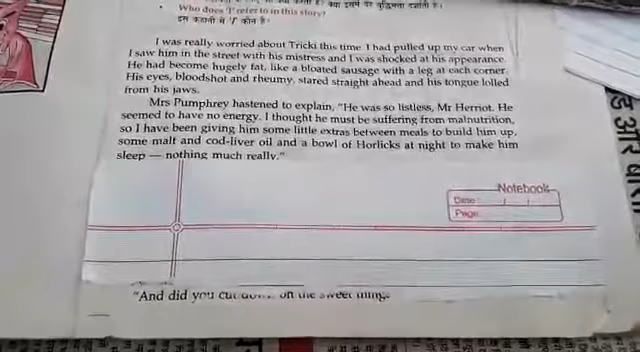 Who does 'I' refer to in this story?
इस कहानी में 'I' कौन है?
I was really worried about Tricki this time. I had pulled up my car when
I saw him in the street with his mistress and I was shocked at his appearance.
He had become hugely fat, like a bloated sausage with a leg at each corner.
His eyes, bloodshot and rheumy, stared straight ahead and his tongue lolled
from his jaws.
Mrs Pumphrey hastened to explain, "He was so listless, Mr Herriot. He
seemed to have no energy. I thought he must be suffering from malnutrition,
so I have been giving him some little extras between meals to build him up,
some malt and cod-liver oil and a bowl of Horlicks at night to make him
sleep — nothing much really."
Notebook
Date
Page
"And did you cut down on the sweet things